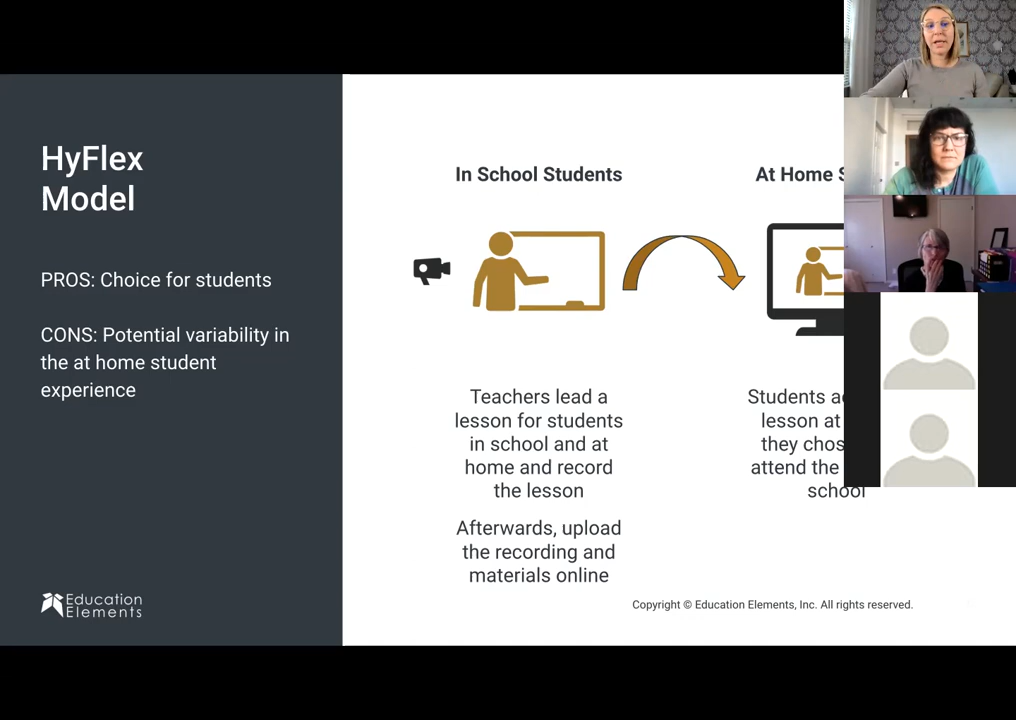 HyFlex
Model
PROS: Choice for students
CONS: Potential variability in
the at home student
experience
Education
Elements
In School Students
Teachers lead a
lesson for students
in school and at
home and record
the lesson
Afterwards, upload
the recording and
materials online
At Home
Students
lesson at
they
attend the
school
Copyright © Education Elements, Inc. All rights reserved.